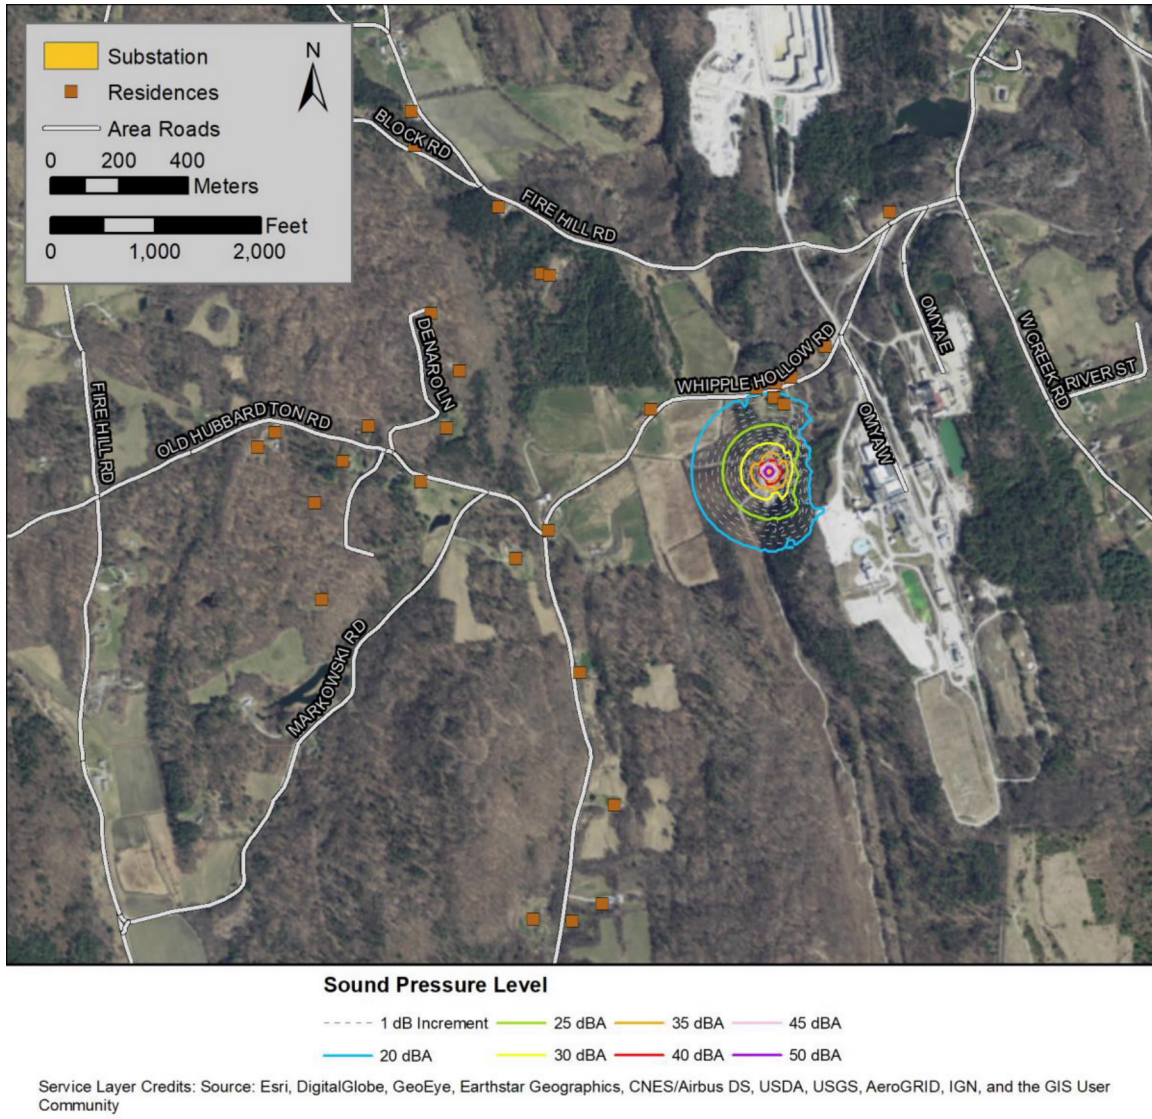 N
Substation
Residences
Area Roads
0 200 400
Meters
Feet
0 1,000 2,000
BLOCK RD
FIRE HILL RD
DENARO LN
OLD HUBBARDTON RD
FIRE HILL RD
MARKOWSKI RD
WHIPPLE HOLLOW RD
OMYA E
OMYA W
W CREEK RD
RIVER ST
Sound Pressure Level
1 dB Increment 25 dBA 35 dBA 45 dBA
20 dBA 30 dBA 40 dBA 50 dBA
Service Layer Credits: Source: Esri, DigitalGlobe, GeoEye, Earthstar Geographics, CNES/Airbus DS, USDA, USGS, AeroGRID, IGN, and the GIS User
Community